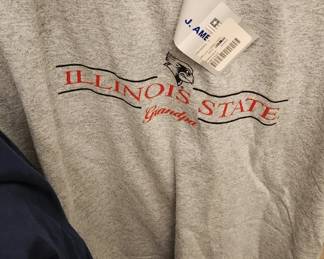 J. AME
ILLINOIS STATE
Grandpa